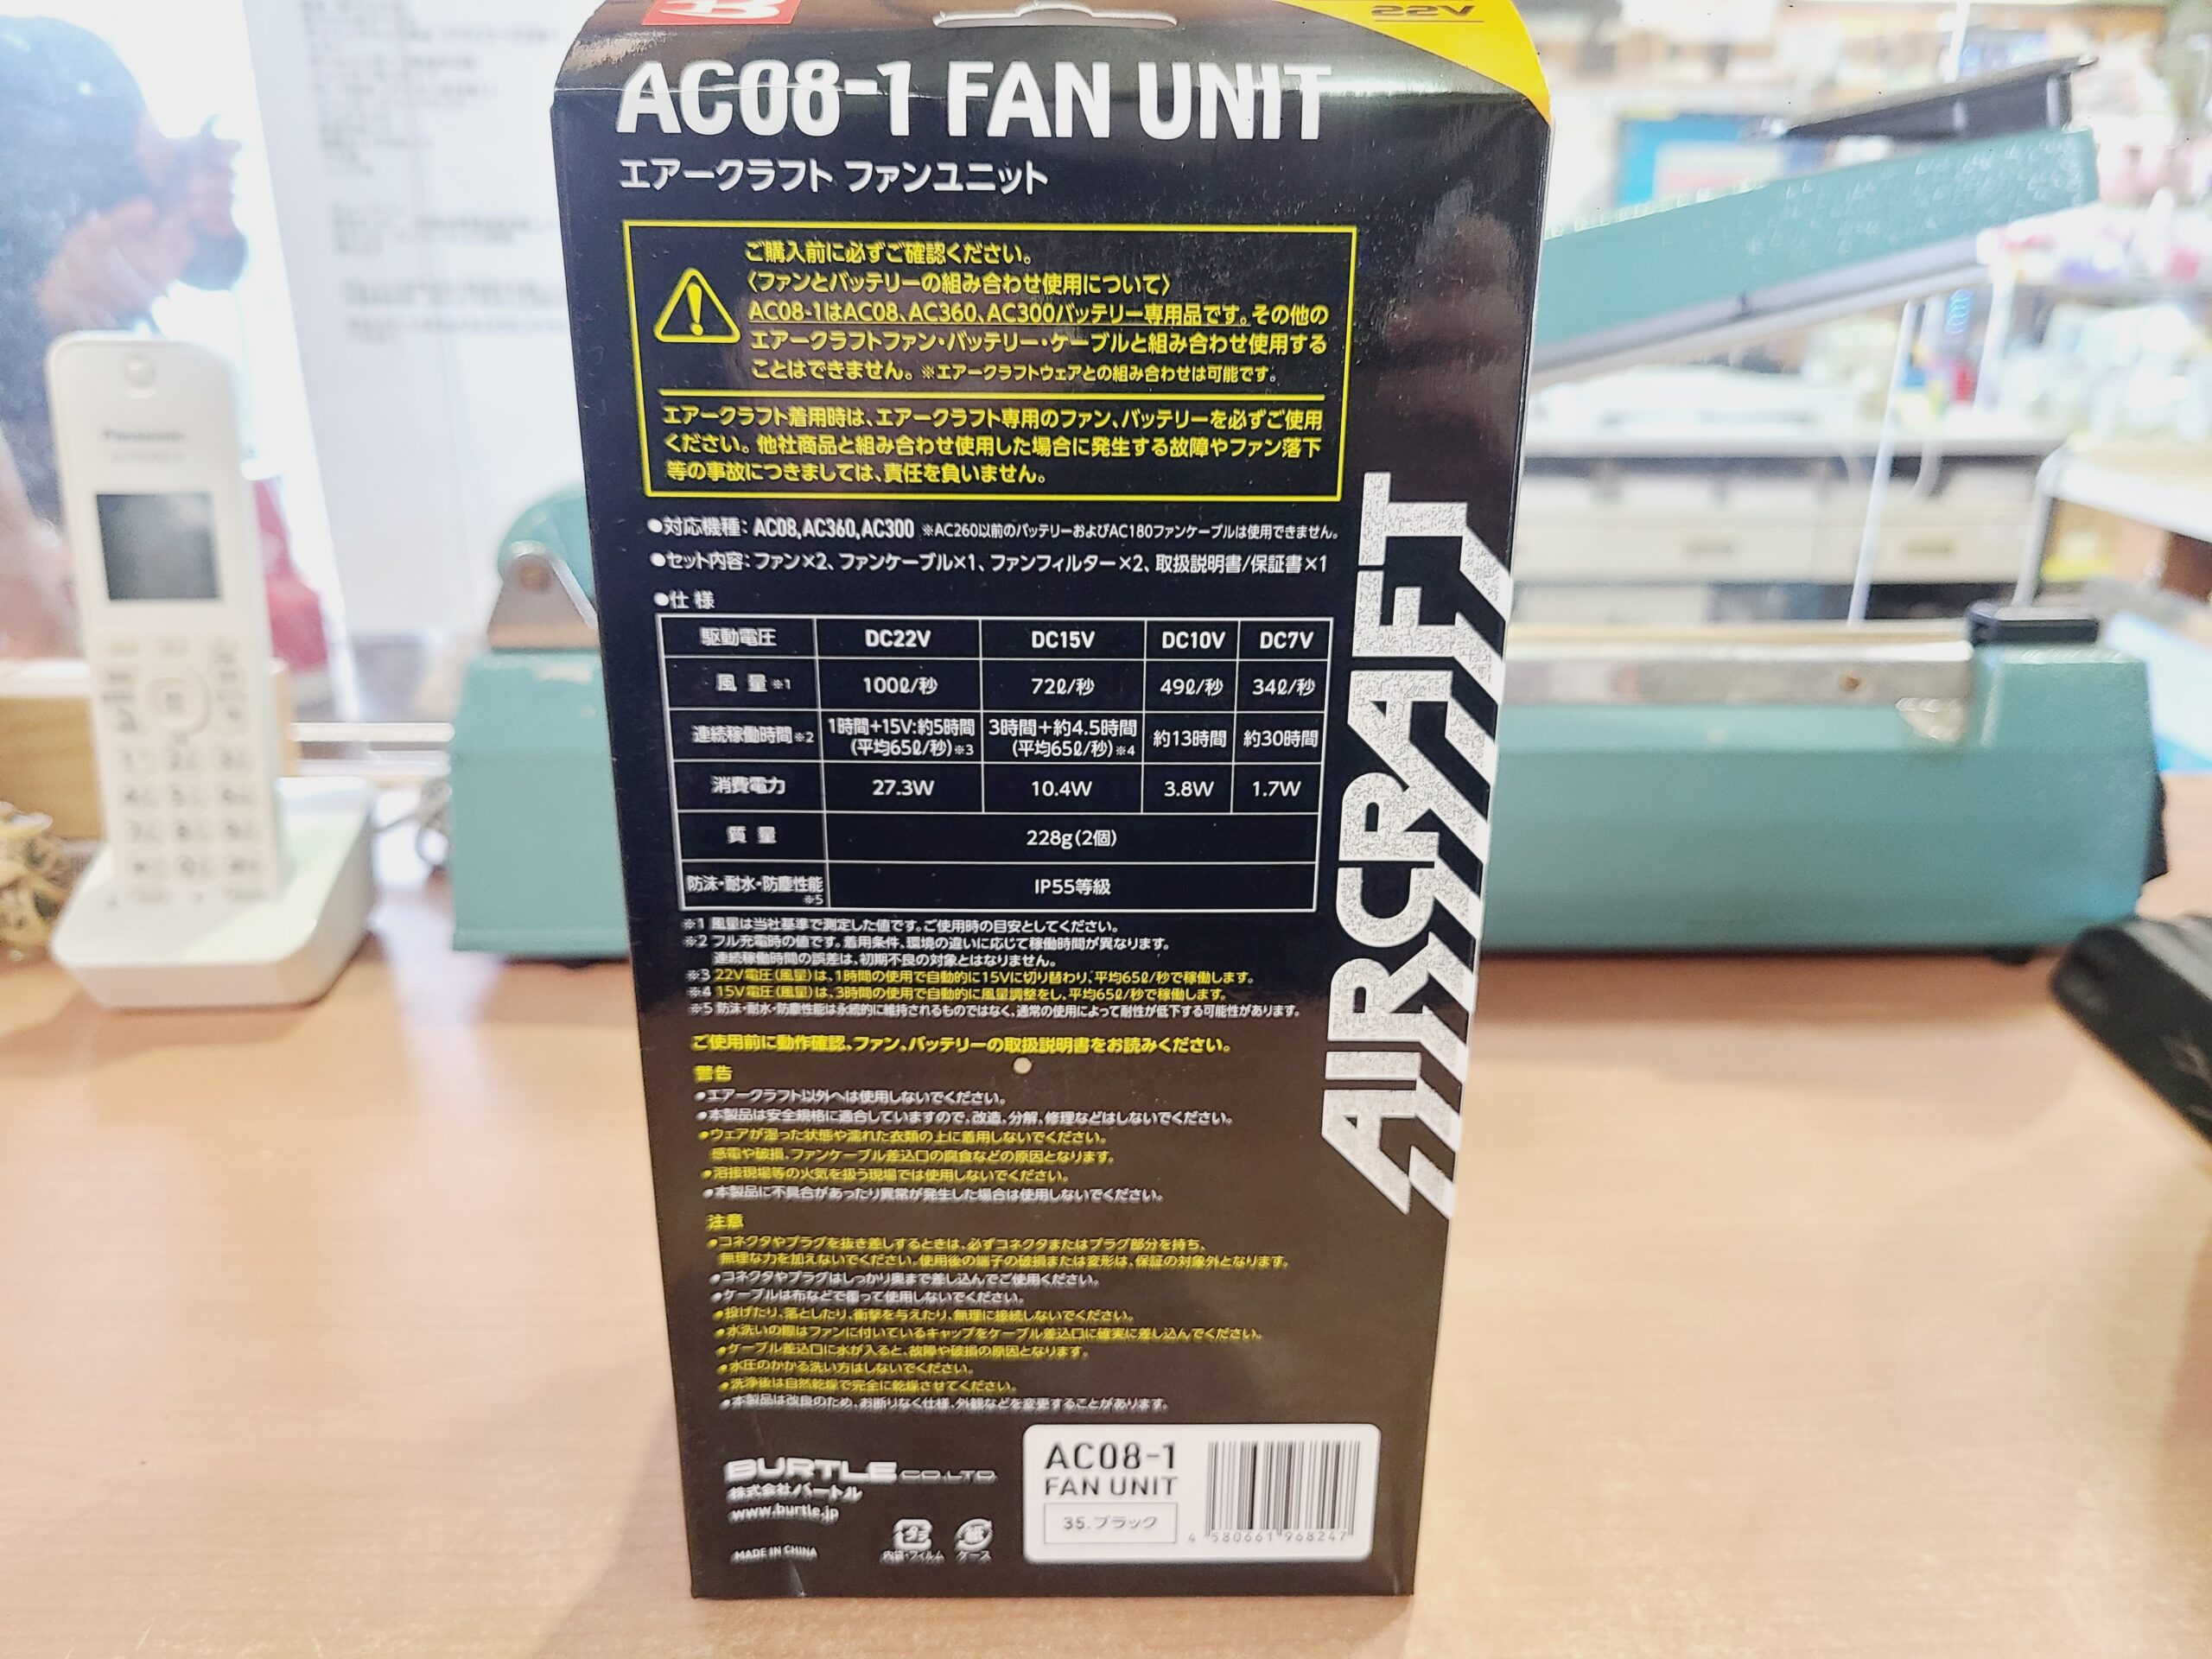 22V
AC08-1 FAN UNIT
エアークラフト ファンユニット
ご購入前に必ずご確認ください。
〈ファンとバッテリーの組み合わせ使用について〉
AC08-1はAC08、AC360、AC300バッテリー専用品です。その他の
エアークラフトファン・バッテリー・ケーブルと組み合わせ使用する
ことはできません。※エアークラフトウェアとの組み合わせは可能です。
エアークラフト着用時は、エアークラフト専用のファン、バッテリーを必ずご使用
ください。他社商品と組み合わせ使用した場合に発生する故障やファン落下
等の事故につきましては、責任を負いません。
●対応機種：AC08,AC360,AC300 ※AC260以前のバッテリーおよびAC180ファンケーブルは使用できません。
●セット内容：ファン×2、ファンケーブル×1、ファンフィルター×2、取扱説明書/保証書×1
●仕 様
駆動電圧 DC22V DC15V DC10V DC7V
風 量 ※1 100ℓ/秒 72ℓ/秒 49ℓ/秒 34ℓ/秒
連続稼働時間※2 1時間+15V:約5時間 (平均65ℓ/秒)※3 3時間＋約4.5時間 (平均65ℓ/秒)※4 約13時間 約30時間
消費電力 27.3W 10.4W 3.8W 1.7W
質 量 228g(2個)
防沫・耐水・防塵性能 ※5 IP55等級
※1 風量は当社基準で測定した値です。ご使用時の目安としてください。
※2 フル充電時の値です。着用条件、環境の違いに応じて稼働時間が異なります。
連続稼働時間の誤差は、初期不良の対象とはなりません。
※3 22V電圧(風量)は、1時間の使用で自動的に15Vに切り替わり、平均65ℓ/秒で稼働します。
※4 15V電圧(風量)は、3時間の使用で自動的に風量調整をし、平均65ℓ/秒で稼働します。
※5 防沫・耐水・防塵性能は永続的に維持されるものではなく、通常の使用によって耐性が低下する可能性があります。
ご使用前に動作確認、ファン、バッテリーの取扱説明書をお読みください。
警告
●エアークラフト以外へは使用しないでください。
●本製品は安全規格に適合していますので、改造、分解、修理などはしないでください。
●ウェアが湿った状態や濡れた衣類の上に着用しないでください。
感電や破損、ファンケーブル差込口の腐食などの原因となります。
●溶接現場等の火気を扱う現場では使用しないでください。
●本製品に不具合があったり異常が発生した場合は使用しないでください。
注意
●コネクタやプラグを抜き差しするときは、必ずコネクタまたはプラグ部分を持ち、
無理な力を加えないでください。使用後の端子の破損または変形は、保証の対象外となります。
●コネクタやプラグはしっかり奥まで差し込んでご使用ください。
●ケーブルは布などで覆って使用しないでください。
●投げたり、落としたり、衝撃を与えたり、無理に接続しないでください。
●水洗いの際はファンに付いているキャップをケーブル差込口に確実に差し込んでください。
●ケーブル差込口に水が入ると、故障や破損の原因となります。
●水圧のかかる洗い方はしないでください。
●洗浄後は自然乾燥で完全に乾燥させてください。
●本製品は改良のため、お断りなく仕様、外観などを変更することがあります。
AIRCRAFT
BURTLE CO.,LTD.
株式会社バートル
www.burtle.jp
MADE IN CHINA
プラ
内袋・フィルム
紙
ケース
AC08-1
FAN UNIT
35.ブラック
4 580661 968247
Panasonic